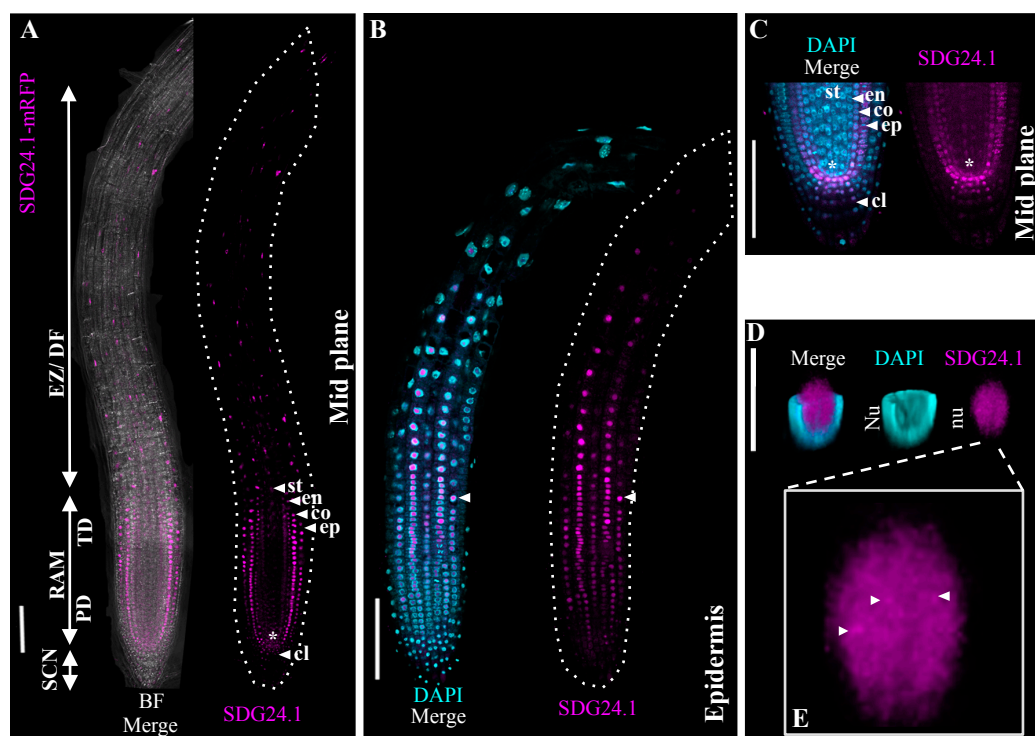 A
SDG24.1-mRFP
EZ/ DF
RAM
TD
PD
SCN
st
en
co
ep
*
cl
Mid plane
BF
Merge
SDG24.1
B
Epidermis
DAPI
Merge
SDG24.1
C
DAPI
Merge
SDG24.1
st
en
co
ep
*
*
cl
Mid plane
D
Merge
DAPI
SDG24.1
Nu
nu
E